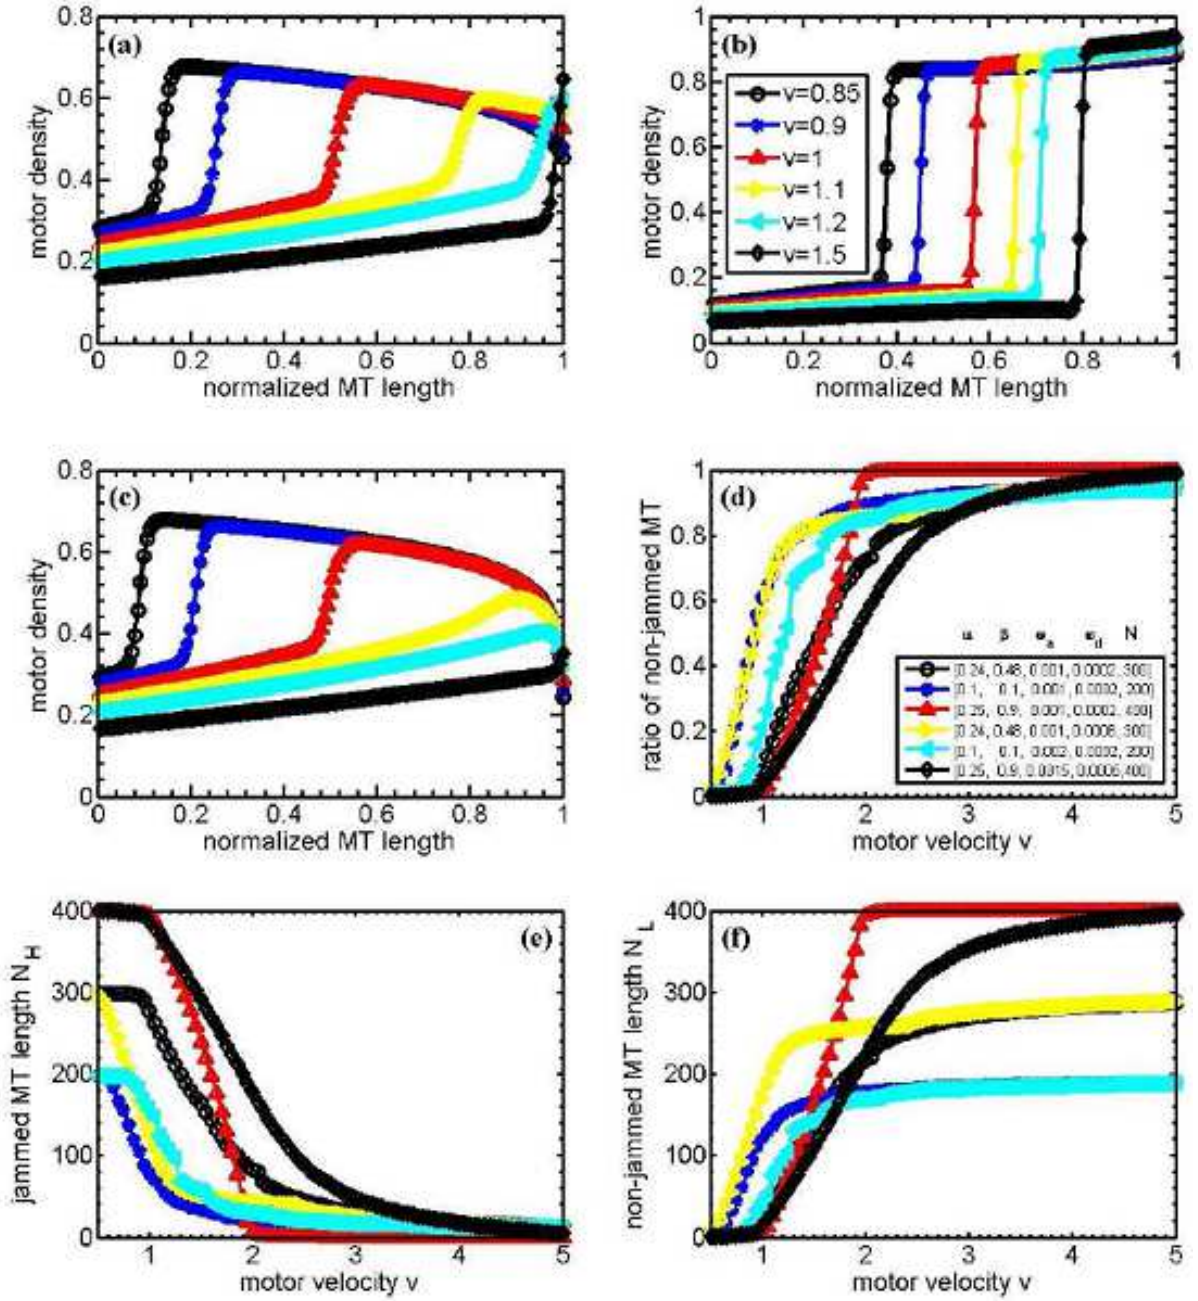 (a)
0.8
0.6
0.4
0.2
0
motor density
0 0.2 0.4 0.6 0.8 1
normalized MT length
(b)
1
0.8
0.6
0.4
0.2
0
motor density
v=0.85
v=0.9
v=1
v=1.1
v=1.2
v=1.5
0 0.2 0.4 0.6 0.8 1
normalized MT length
(c)
0.8
0.6
0.4
0.2
0
motor density
0 0.2 0.4 0.6 0.8 1
normalized MT length
(d)
1
0.8
0.6
0.4
0.2
0
ratio of non-jammed MT
N
[0.24, 0.48, 0.001, 0.0002, 300]
[0.1, 0.1, 0.001, 0.0002, 200]
[0.25, 0.9, 0.001, 0.0002, 400]
[0.24, 0.48, 0.001, 300]
[0.1, 0.1, 0.002, 0.0002, 200]
[0.25, 0.9, 400]
1 2 3 4 5
motor velocity v
(e)
400
300
200
100
0
jammed MT length N_H
1 2 3 4 5
motor velocity v
(f)
400
300
200
100
0
non-jammed MT length N_L
1 2 3 4 5
motor velocity v